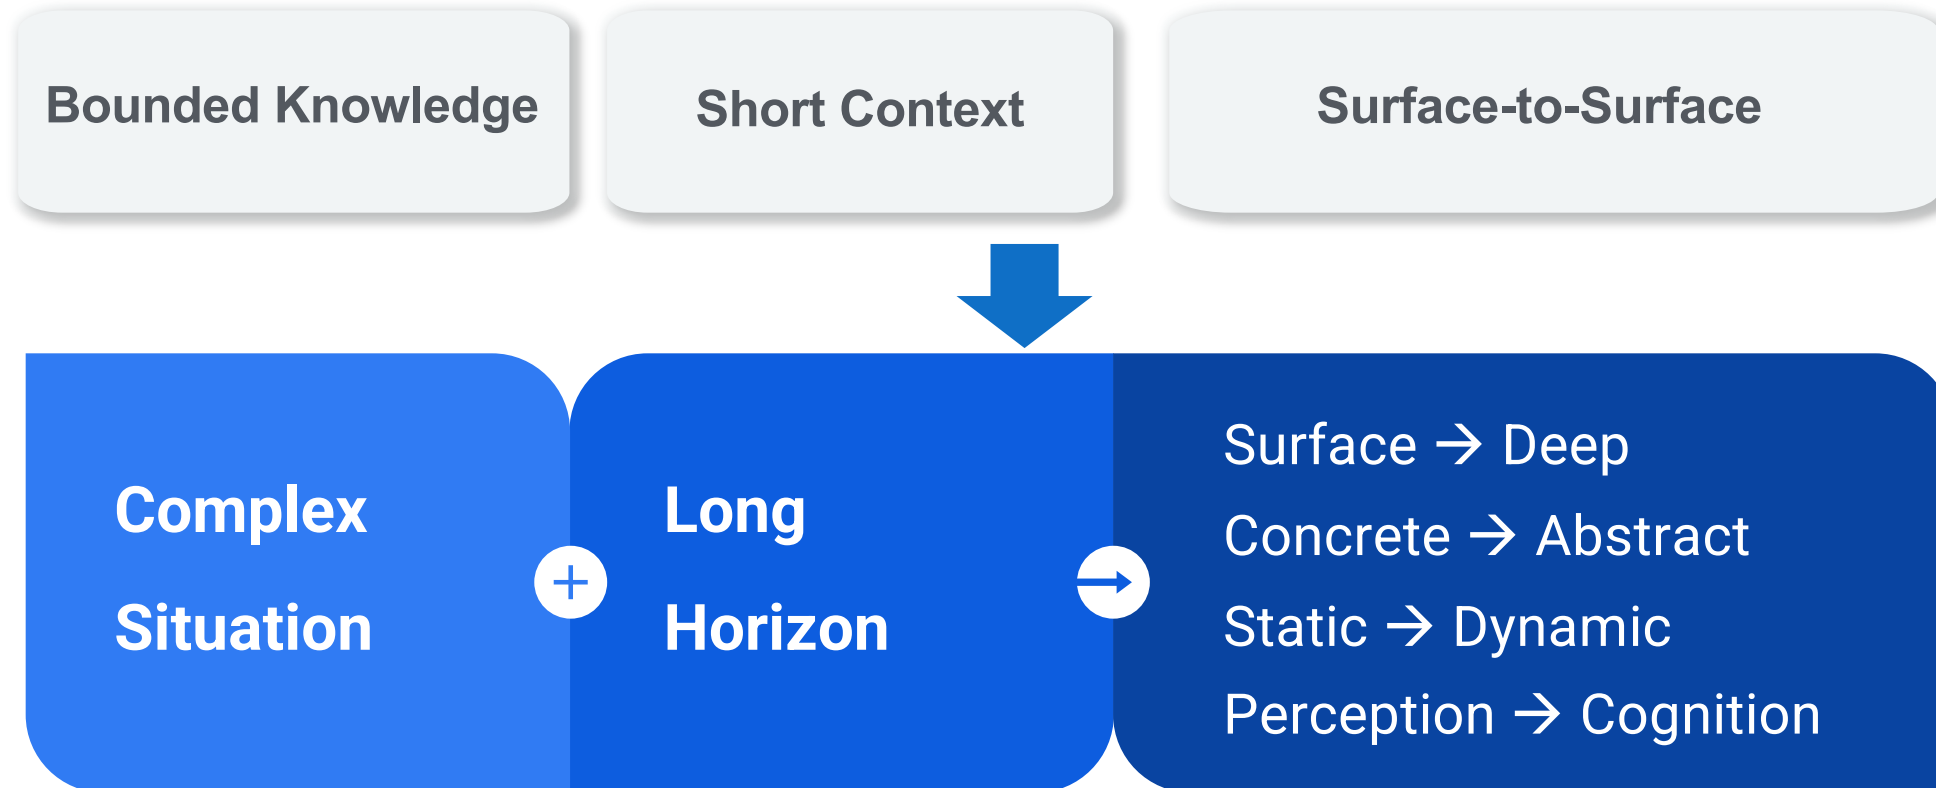 Bounded Knowledge
Short Context
Surface-to-Surface
Complex
Situation
+
Long
Horizon
→
Surface → Deep
Concrete → Abstract
Static → Dynamic
Perception → Cognition